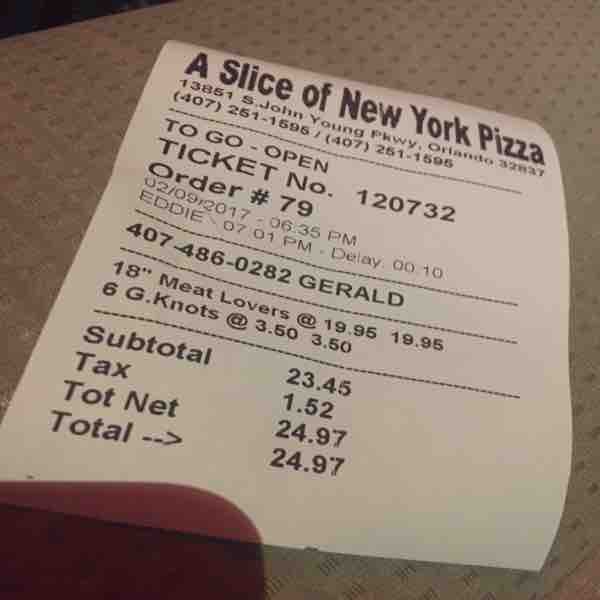 A Slice of New York Pizza
13851 S.John Young Pkwy, Orlando 32837
(407) 251-1595 / (407) 251-1595
TO GO - OPEN
TICKET No. 120732
Order # 79
02/09/2017 - 06:35 PM
EDDIE \ 07:01 PM - Delay: 00:10
407-486-0282 GERALD
18" Meat Lovers @ 19.95 19.95
6 G.Knots @ 3.50 3.50
Subtotal 23.45
Tax 1.52
Tot Net 24.97
Total --> 24.97